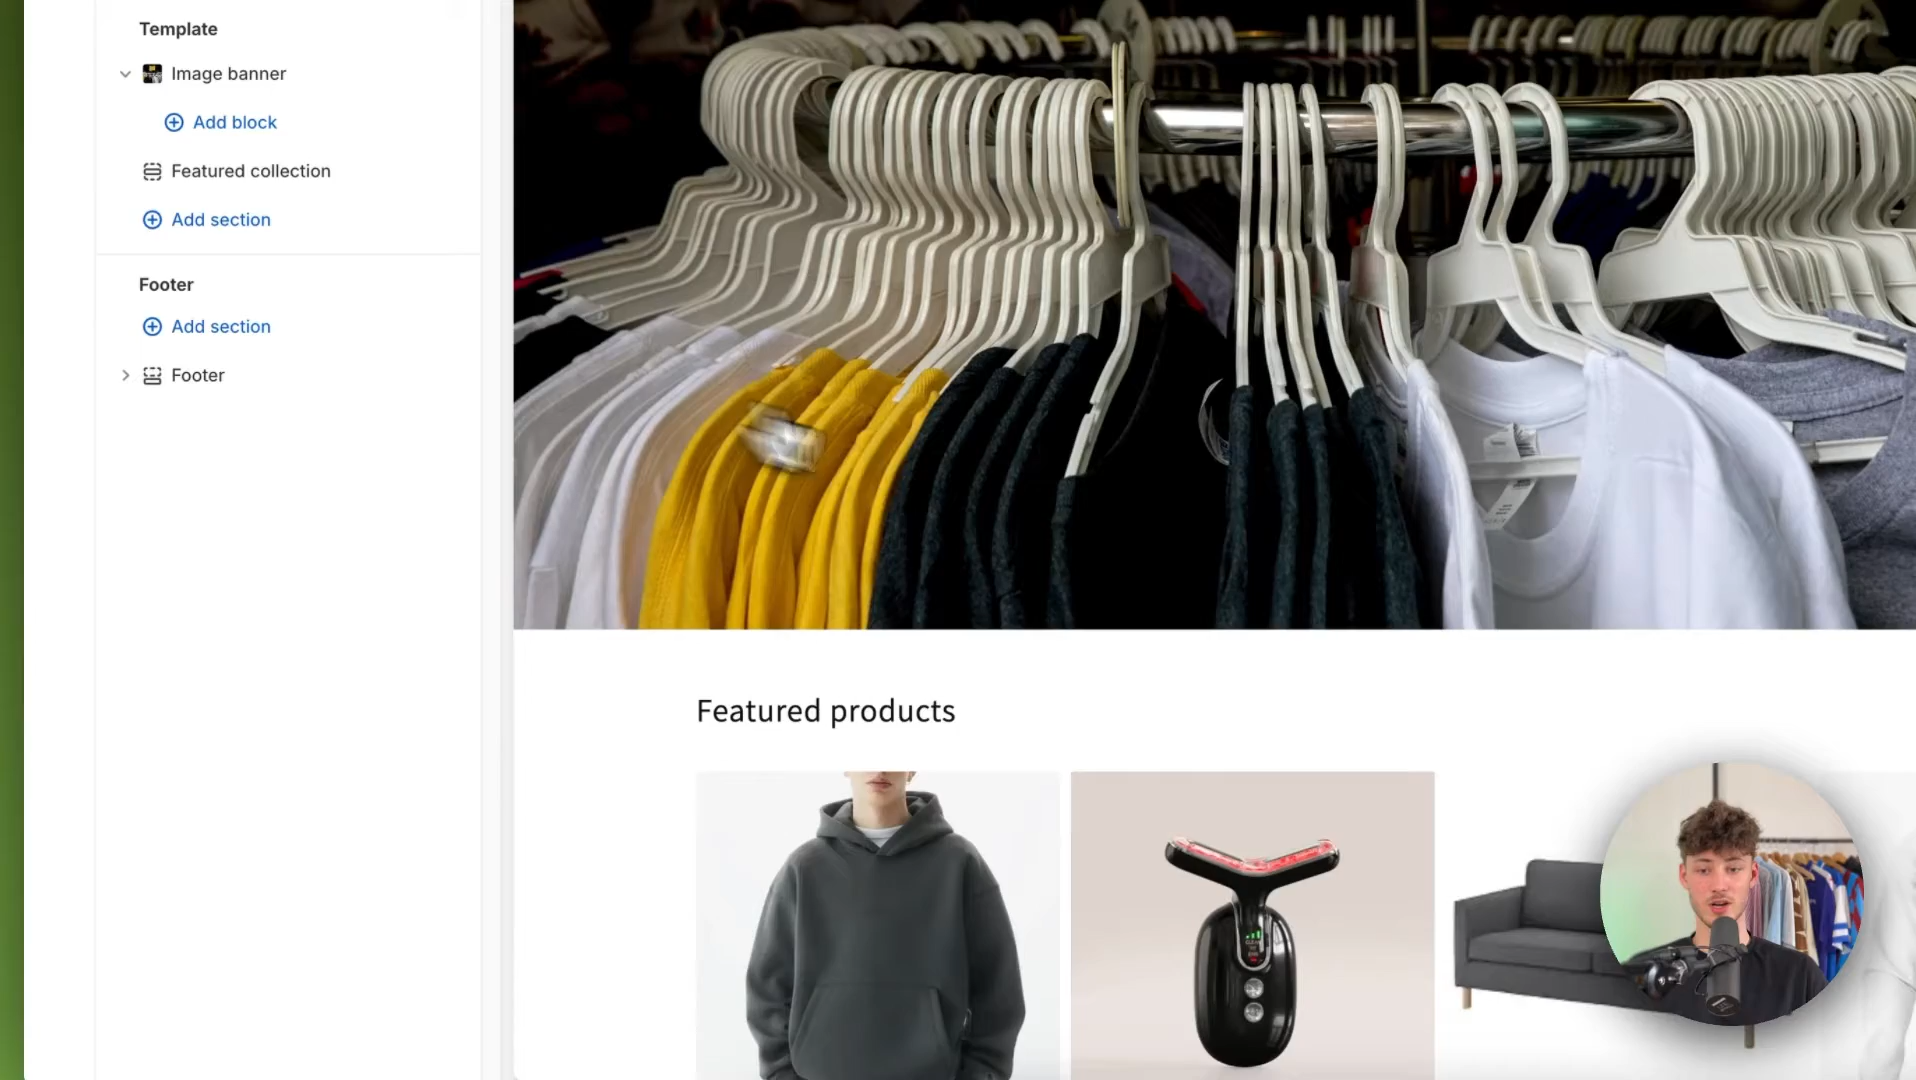 Template
Image banner
Add block
Featured collection
Add section
Footer
Add section
Footer
Featured products